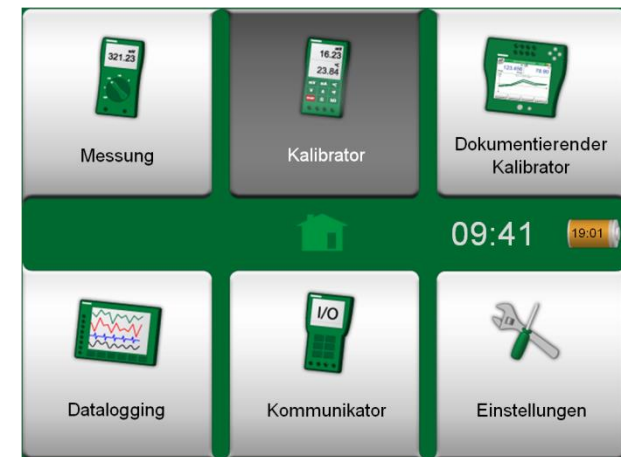 321.23
Messung
16.23
23.84
Kalibrator
Dokumentierender
Kalibrator
09:41
19:01
Datalogging
I/O
Kommunikator
Einstellungen